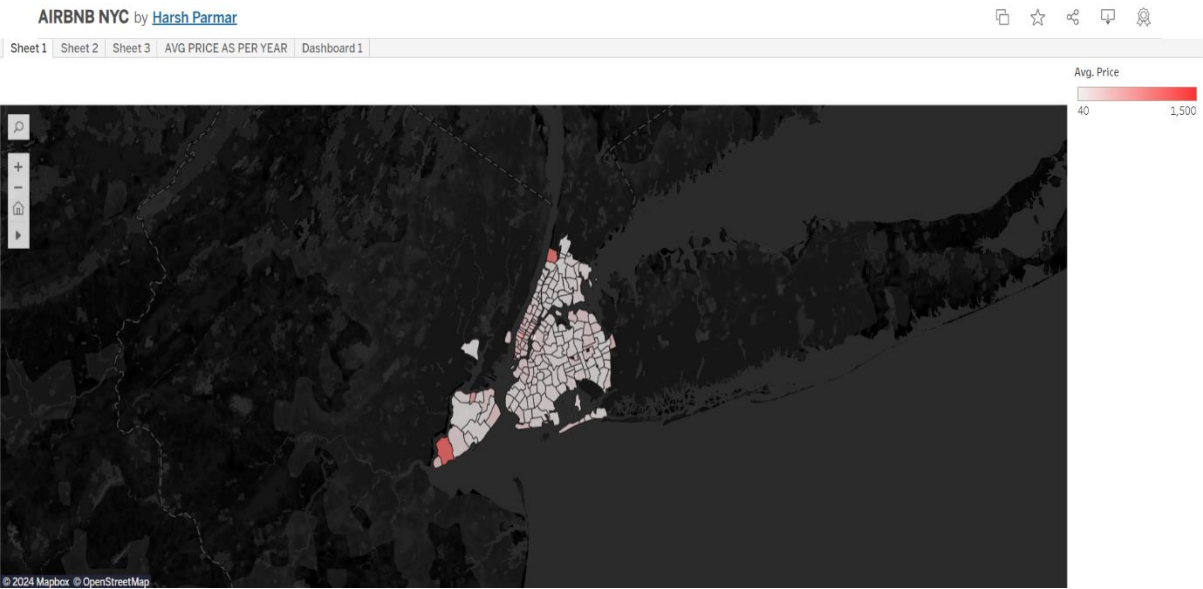 AIRBNB NYC by Harsh Parmar
Sheet 1 Sheet 2 Sheet 3 AVG PRICE AS PER YEAR Dashboard 1
Avg. Price
40 1,500
© 2024 Mapbox © OpenStreetMap